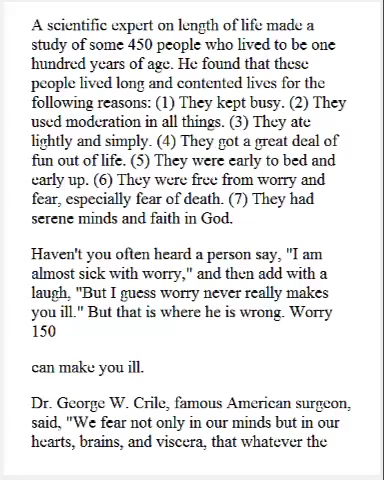 A scientific expert on length of life made a
study of some 450 people who lived to be one
hundred years of age. He found that these
people lived long and contented lives for the
following reasons: (1) They kept busy. (2) They
used moderation in all things. (3) They ate
lightly and simply. (4) They got a great deal of
fun out of life. (5) They were early to bed and
early up. (6) They were free from worry and
fear, especially fear of death. (7) They had
serene minds and faith in God.
Haven't you often heard a person say, "I am
almost sick with worry," and then add with a
laugh, "But I guess worry never really makes
you ill." But that is where he is wrong. Worry
150
can make you ill.
Dr. George W. Crile, famous American surgeon,
said, "We fear not only in our minds but in our
hearts, brains, and viscera, that whatever the